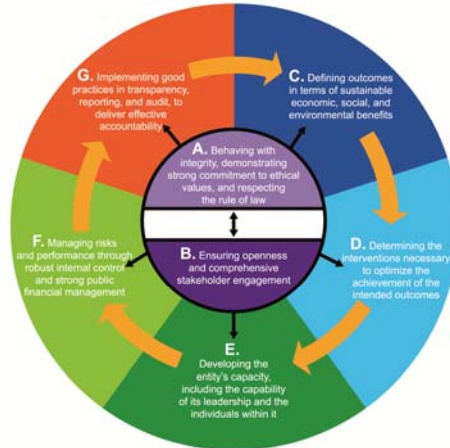 G. Implementing good
practices in transparency,
reporting, and audit, to
deliver effective
accountability
C. Defining outcomes
in terms of sustainable
economic, social, and
environmental benefits
A. Behaving with
integrity, demonstrating
strong commitment to ethical
values, and respecting
the rule of law
F. Managing risks
and performance through
robust internal control
and strong public
financial management
B. Ensuring openness
and comprehensive
stakeholder engagement
D. Determining the
interventions necessary
to optimize the
achievement of the
intended outcomes
E.
Developing the
entity's capacity,
including the capability
of its leadership and the
individuals within it